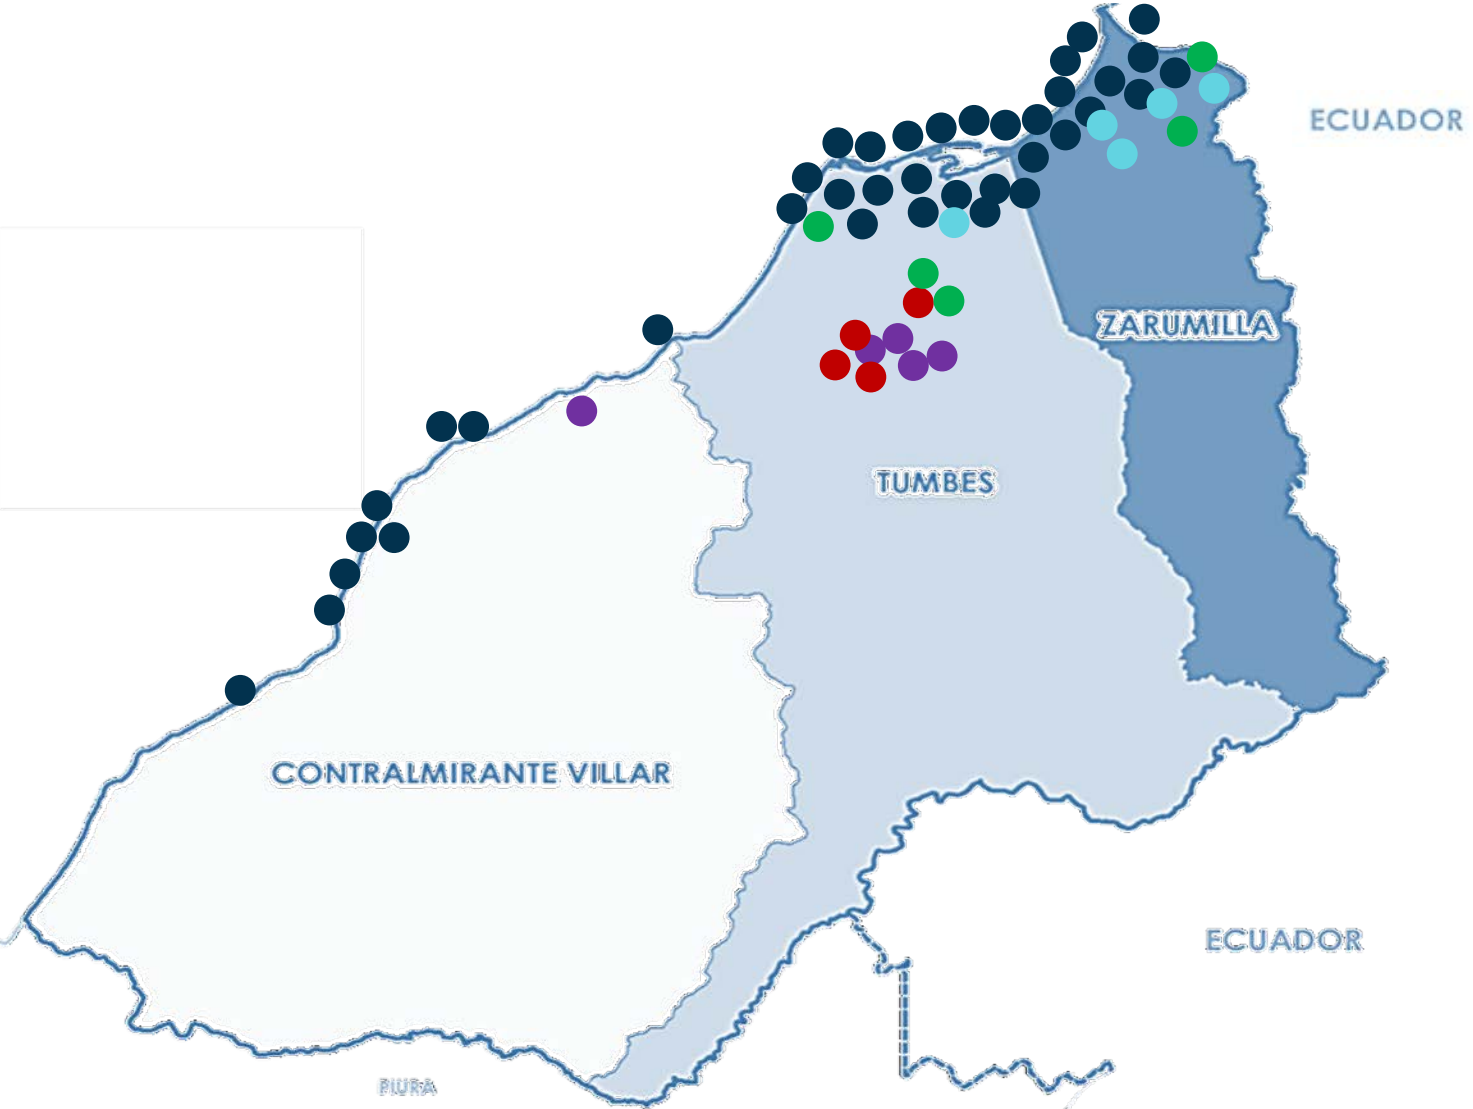 ECUADOR
ZARUMILLA
TUMBES
CONTRALMIRANTE VILLAR
ECUADOR
PIURA